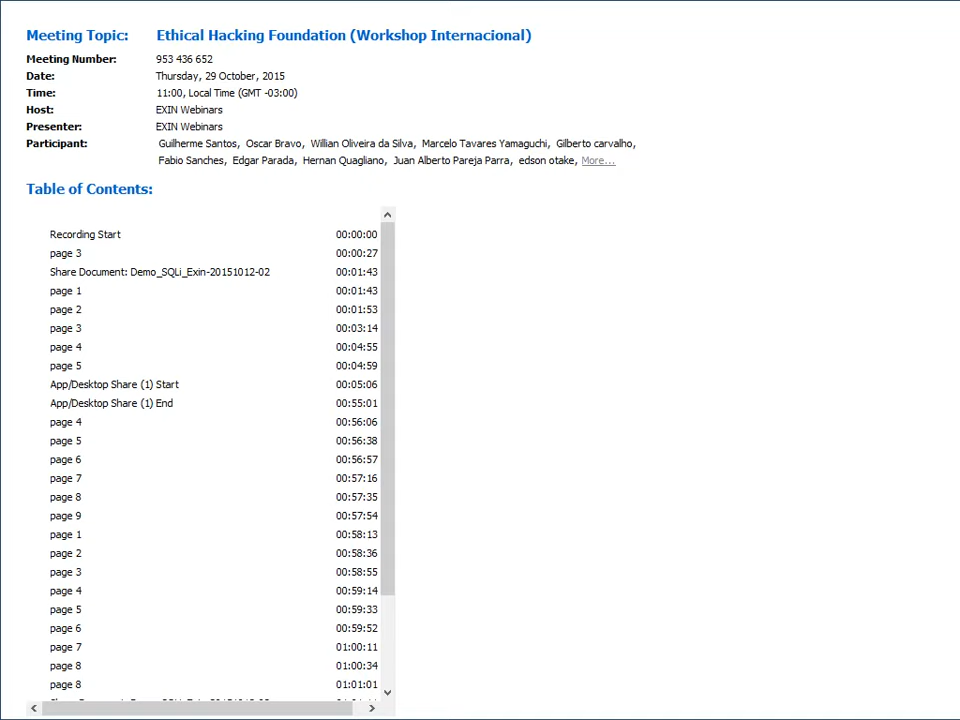 Meeting Topic: Ethical Hacking Foundation (Workshop Internacional)
Meeting Number: 953 436 652
Date: Thursday, 29 October, 2015
Time: 11:00, Local Time (GMT -03:00)
Host: EXIN Webinars
Presenter: EXIN Webinars
Participant: Guilherme Santos, Oscar Bravo, Willian Oliveira da Silva, Marcelo Tavares Yamaguchi, Gilberto carvalho,
Fabio Sanches, Edgar Parada, Hernan Quagliano, Juan Alberto Pareja Parra, edson otake, More...
Table of Contents:
Recording Start 00:00:00
page 3 00:00:27
Share Document: Demo_SQLi_Exin-20151012-02 00:01:43
page 1 00:01:43
page 2 00:01:53
page 3 00:03:14
page 4 00:04:55
page 5 00:04:59
App/Desktop Share (1) Start 00:05:06
App/Desktop Share (1) End 00:55:01
page 4 00:56:06
page 5 00:56:38
page 6 00:56:57
page 7 00:57:16
page 8 00:57:35
page 9 00:57:54
page 1 00:58:13
page 2 00:58:36
page 3 00:58:55
page 4 00:59:14
page 5 00:59:33
page 6 00:59:52
page 7 01:00:11
page 8 01:00:34
page 8 01:01:01